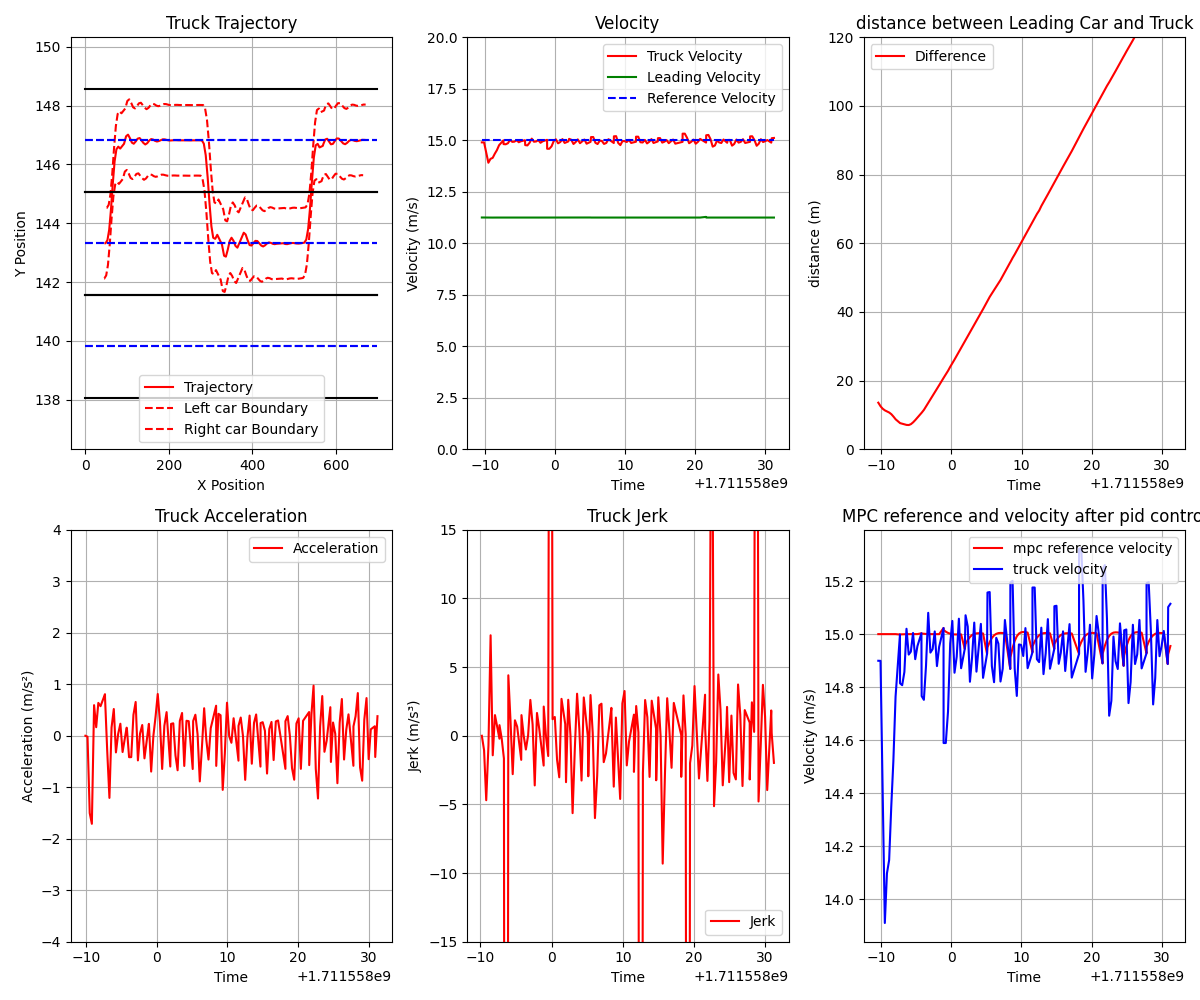 Truck Trajectory
150
148
146
144
142
140
138
Y Position
Trajectory
Left car Boundary
Right car Boundary
0
200
400
600
X Position
Velocity
20.0
17.5
15.0
12.5
10.0
7.5
5.0
2.5
0.0
Velocity (m/s)
Truck Velocity
Leading Velocity
Reference Velocity
−10
0
10
20
30
Time
+1.711558e9
distance between Leading Car and Truck
120
100
80
60
40
20
0
distance (m)
Difference
−10
0
10
20
30
Time
+1.711558e9
Truck Acceleration
4
3
2
1
0
−1
−2
−3
−4
Acceleration (m/s²)
Acceleration
−10
0
10
20
30
Time
+1.711558e9
Truck Jerk
15
10
5
0
−5
−10
−15
Jerk (m/s³)
Jerk
−10
0
10
20
30
Time
+1.711558e9
MPC reference and velocity after pid contro
15.2
15.0
14.8
14.6
14.4
14.2
14.0
Velocity (m/s)
mpc reference velocity
truck velocity
−10
0
10
20
30
Time
+1.711558e9